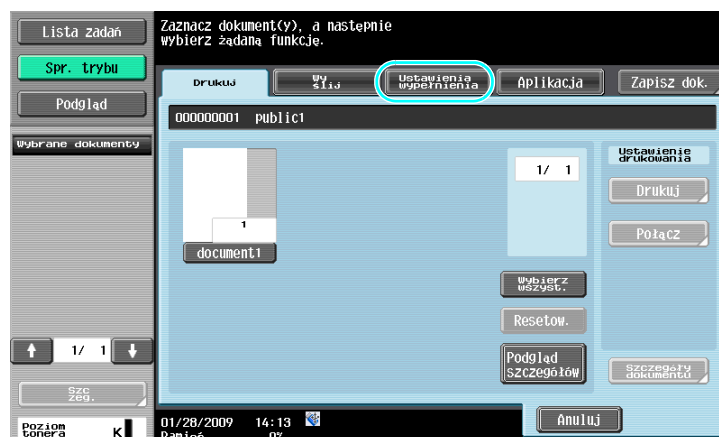 Lista zadań
Spr. trybu
Podgląd
Wybrane dokumenty
1/ 1
Szc
zeg.
Poziom
tonera K
Zaznacz dokument(y), a następnie
wybierz żądaną funkcję.
Drukuj
Wy
ślij
Ustawienia
wypełnienia
Aplikacja
Zapisz dok.
000000001 public1
1
document1
1/ 1
Wybierz
wszyst.
Resetow.
Podgląd
szczegółów
Ustawienie
drukowania
Drukuj
Połącz
Szczegóły
dokumentu
01/28/2009 14:13
Pamięć 0%
Anuluj